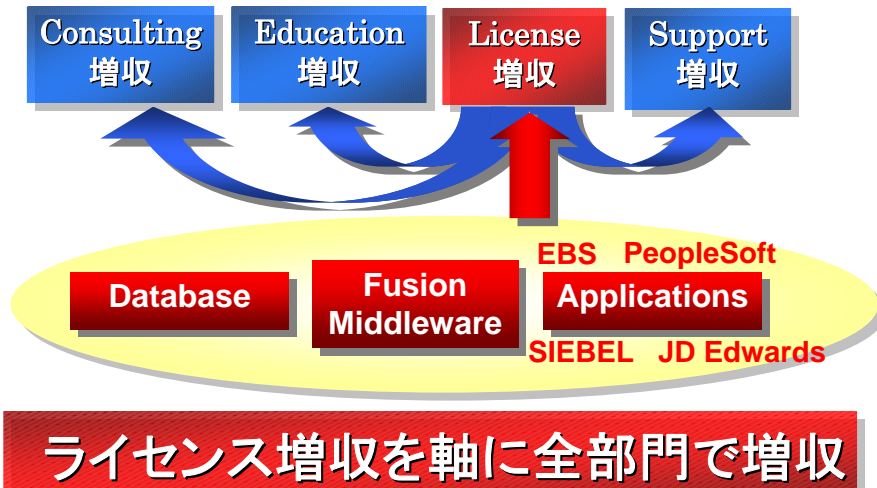 Consulting
増収
Education
増収
License
増収
Support
増収
EBS PeopleSoft
Database
Fusion
Middleware
Applications
SIEBEL JD Edwards
ライセンス増収を軸に全部門で増収